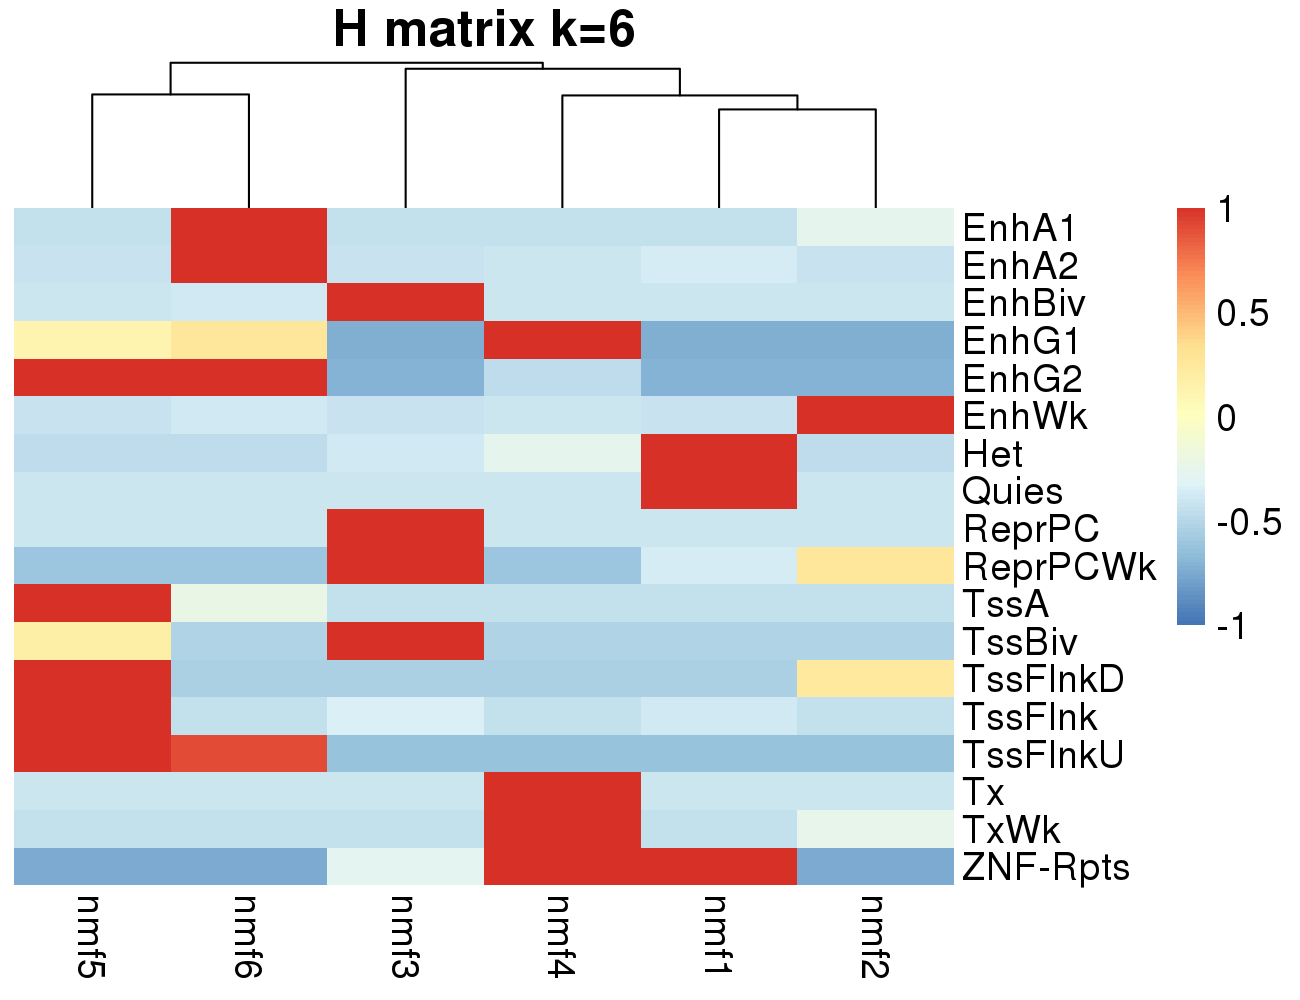 H matrix k=6
EnhA1
EnhA2
EnhBiv
EnhG1
EnhG2
EnhWk
Het
Quies
ReprPC
ReprPCWk
TssA
TssBiv
TssFlnkD
TssFlnk
TssFlnkU
Tx
TxWk
ZNF-Rpts
1
0.5
0
-0.5
-1
nmf5
nmf6
nmf3
nmf4
nmf1
nmf2